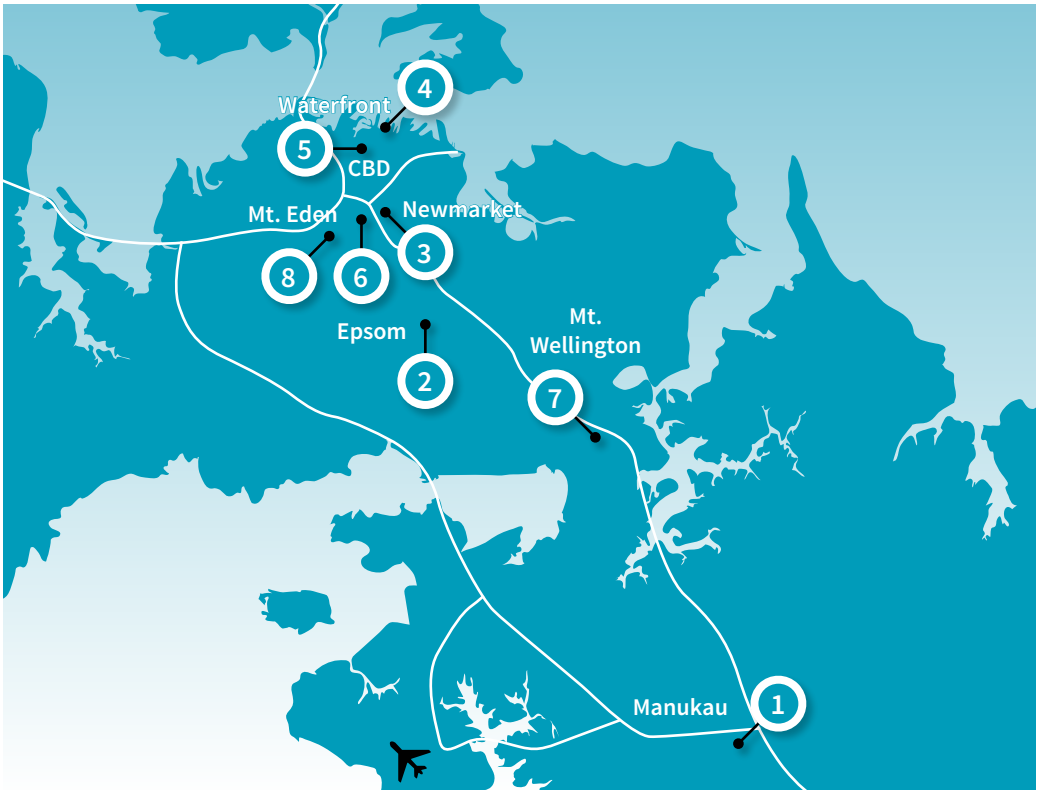 4
Waterfront
5
CBD
Mt. Eden
Newmarket
3
8
6
Epsom
Mt.
Wellington
2
7
Manukau
1